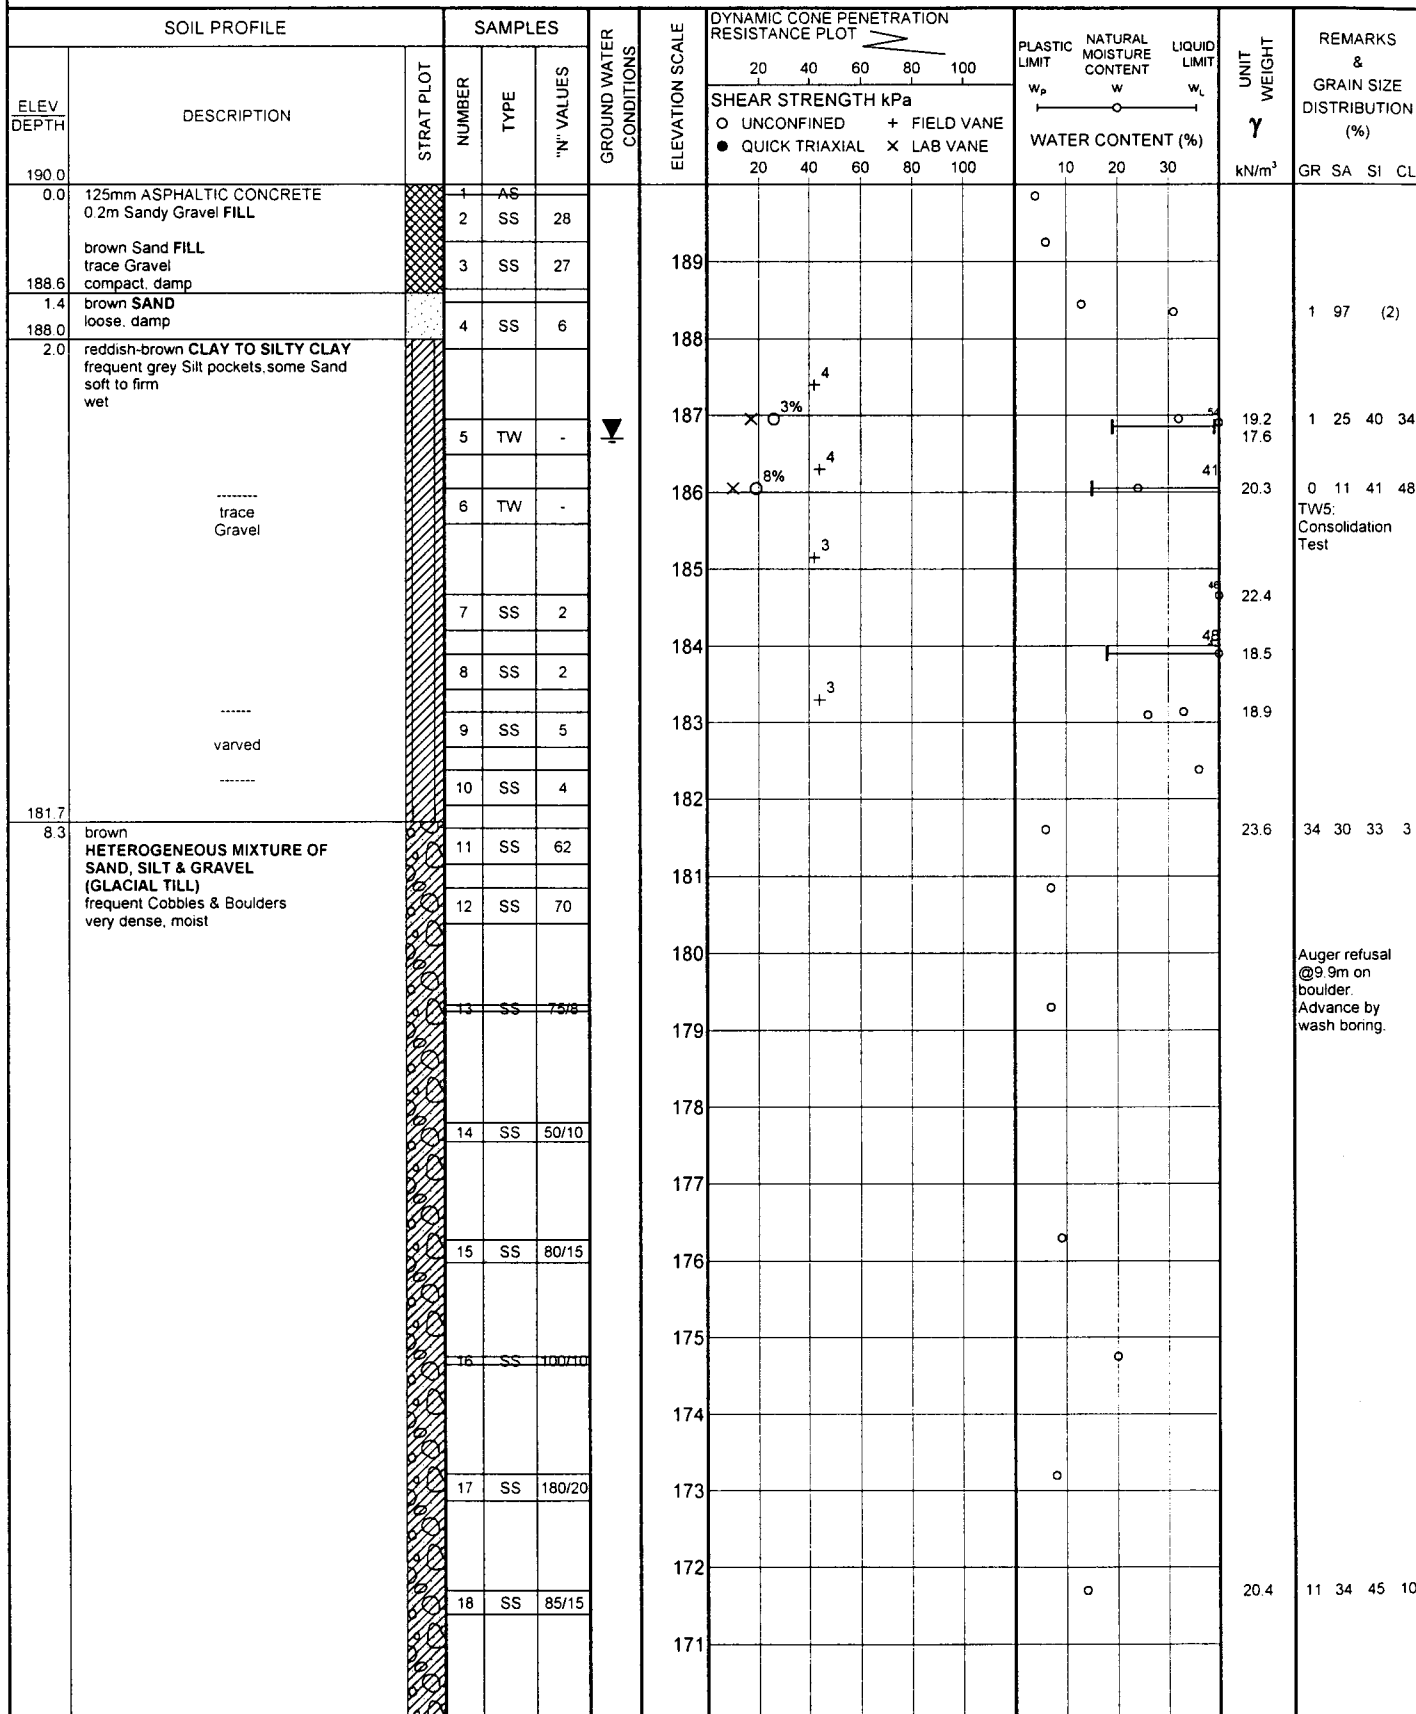 SOIL PROFILE
SAMPLES
GROUND WATER CONDITIONS
ELEVATION SCALE
DYNAMIC CONE PENETRATION
RESISTANCE PLOT
20 40 60 80 100
SHEAR STRENGTH kPa
O UNCONFINED + FIELD VANE
● QUICK TRIAXIAL × LAB VANE
20 40 60 80 100
PLASTIC LIMIT
NATURAL MOISTURE CONTENT
LIQUID LIMIT
WP W WL
WATER CONTENT (%)
10 20 30
UNIT WEIGHT
γ
kN/m³
REMARKS
&
GRAIN SIZE
DISTRIBUTION
(%)
GR SA SI CL
ELEV
DEPTH
DESCRIPTION
STRAT PLOT
NUMBER
TYPE
"N" VALUES
190.0
0.0 125mm ASPHALTIC CONCRETE
0.2m Sandy Gravel FILL
brown Sand FILL
trace Gravel
188.6 compact, damp
1.4 brown SAND
188.0 loose, damp
2.0 reddish-brown CLAY TO SILTY CLAY
frequent grey Silt pockets, some Sand
soft to firm
wet
trace
Gravel
varved
181.7
8.3 brown
HETEROGENEOUS MIXTURE OF
SAND, SILT & GRAVEL
(GLACIAL TILL)
frequent Cobbles & Boulders
very dense, moist
1 AS
2 SS 28
3 SS 27
4 SS 6
5 TW -
6 TW -
7 SS 2
8 SS 2
9 SS 5
10 SS 4
11 SS 62
12 SS 70
13 SS 75/8
14 SS 50/10
15 SS 80/15
16 SS 100/10
17 SS 180/20
18 SS 85/15
189
188
187
186
185
184
183
182
181
180
179
178
177
176
175
174
173
172
171
4
3%
4
8%
3
3
54
41
46
48
19.2
17.6
20.3
22.4
18.5
18.9
23.6
20.4
1 97 (2)
1 25 40 34
0 11 41 48
TW5:
Consolidation
Test
34 30 33 3
Auger refusal
@9.9m on
boulder.
Advance by
wash boring.
11 34 45 10